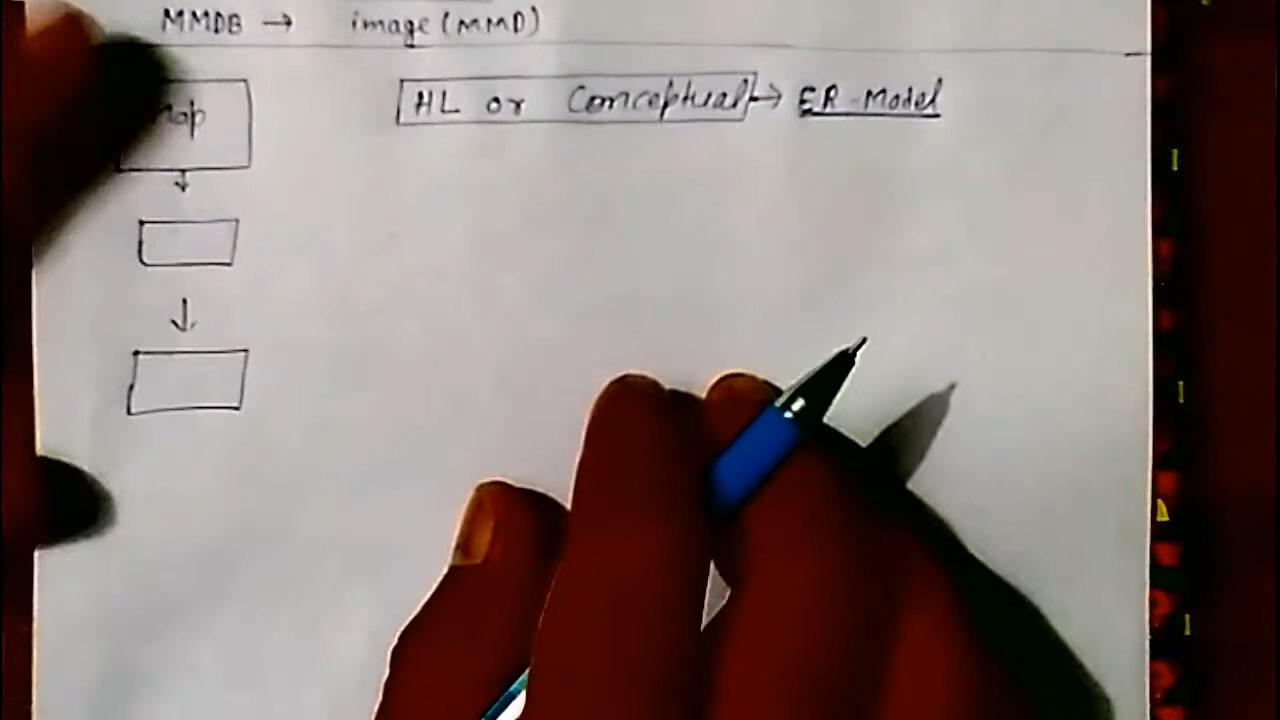 MMDB → image (MMD)
HL or Conceptual → ER-Model